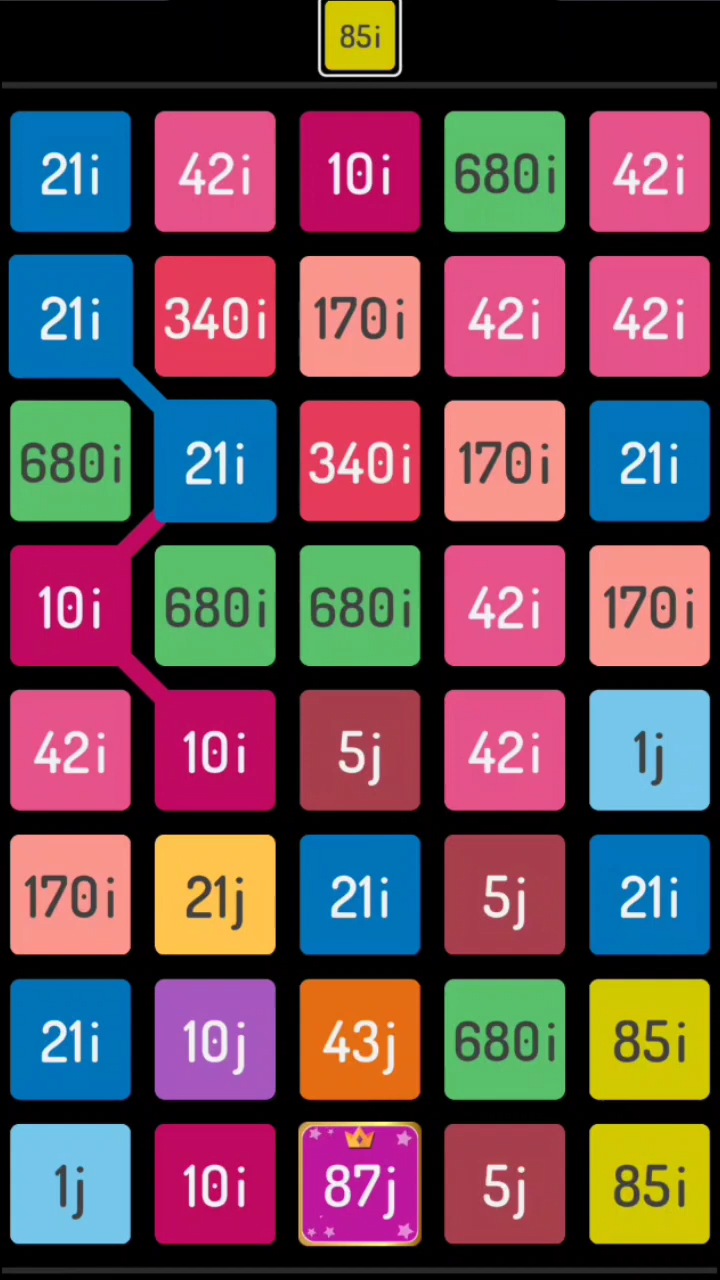 85i
21i 42i 10i 680i 42i
21i 340i 170i 42i 42i
680i 21i 340i 170i 21i
10i 680i 680i 42i 170i
42i 10i 5j 42i 1j
170i 21j 21i 5j 21i
21i 10j 43j 680i 85i
1j 10i 87j 5j 85i